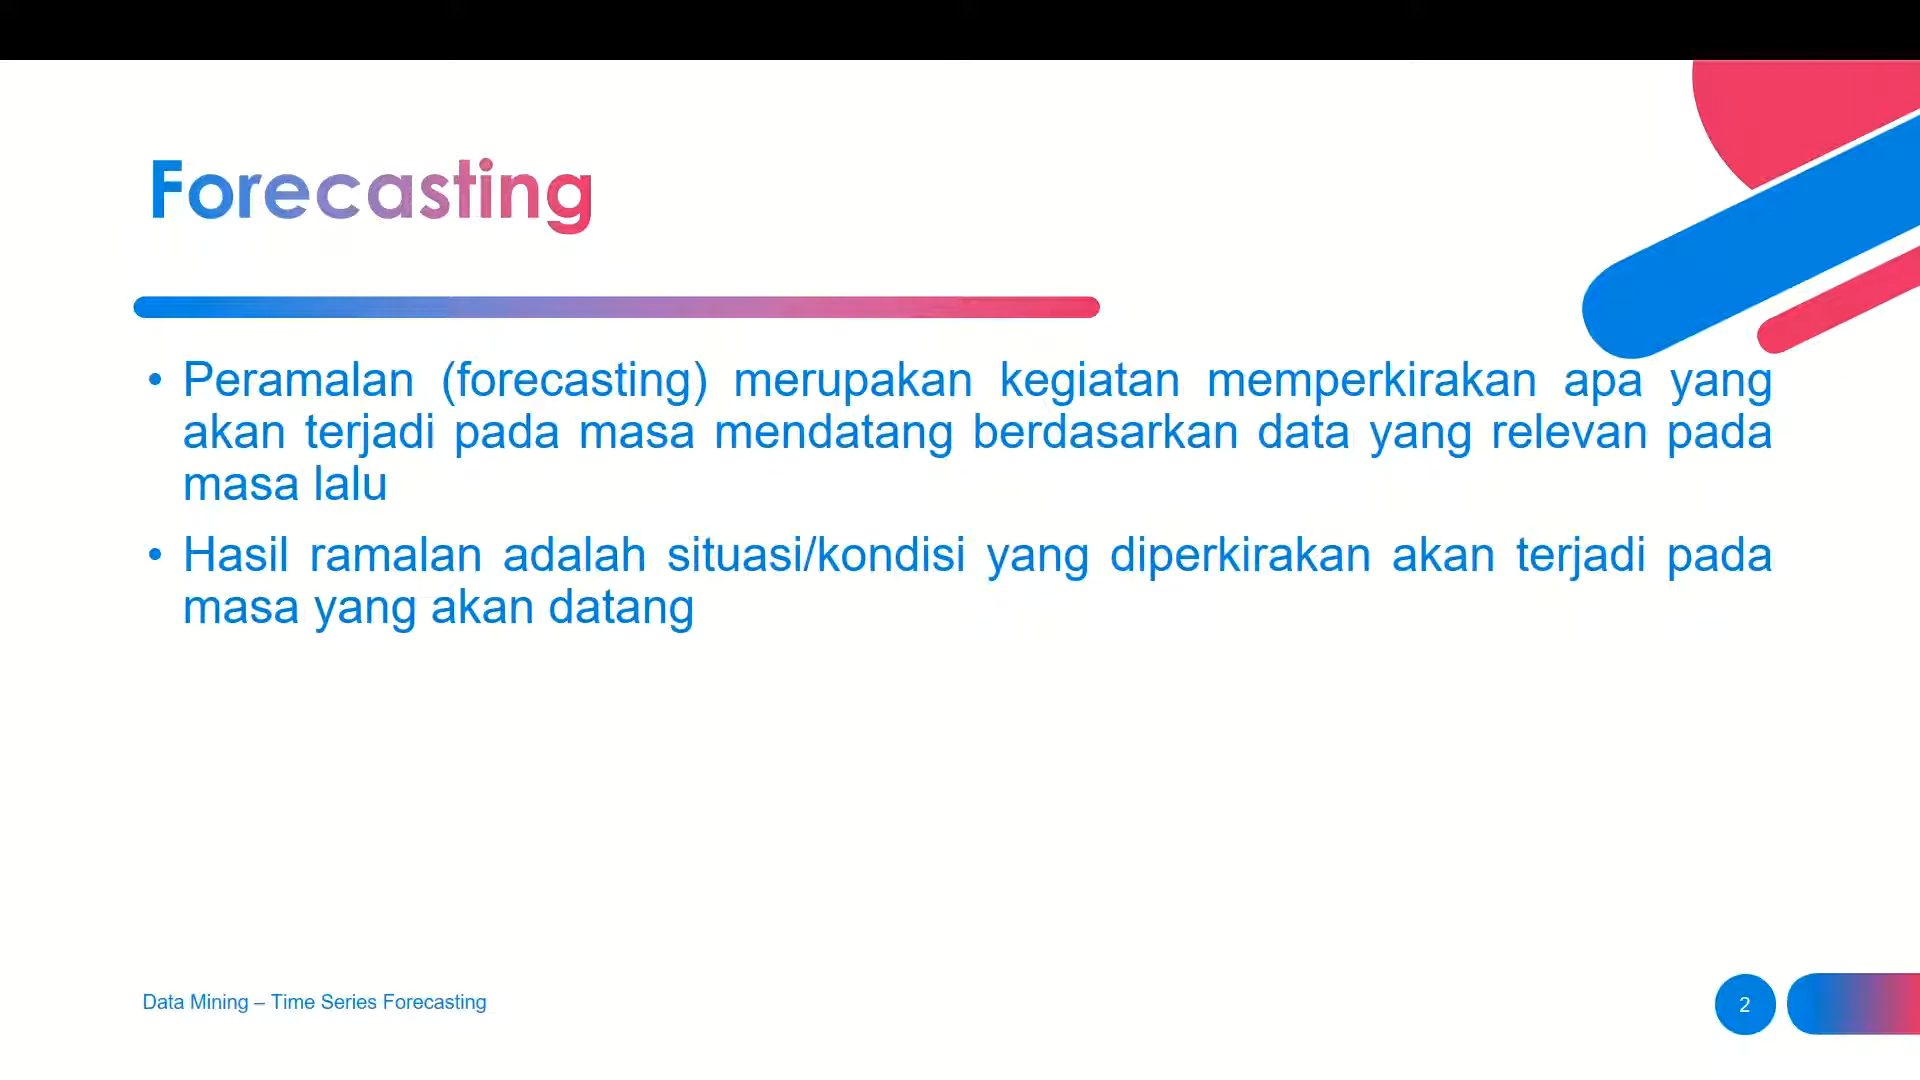 Forecasting
• Peramalan (forecasting) merupakan kegiatan memperkirakan apa yang
akan terjadi pada masa mendatang berdasarkan data yang relevan pada
masa lalu
• Hasil ramalan adalah situasi/kondisi yang diperkirakan akan terjadi pada
masa yang akan datang
Data Mining – Time Series Forecasting
2